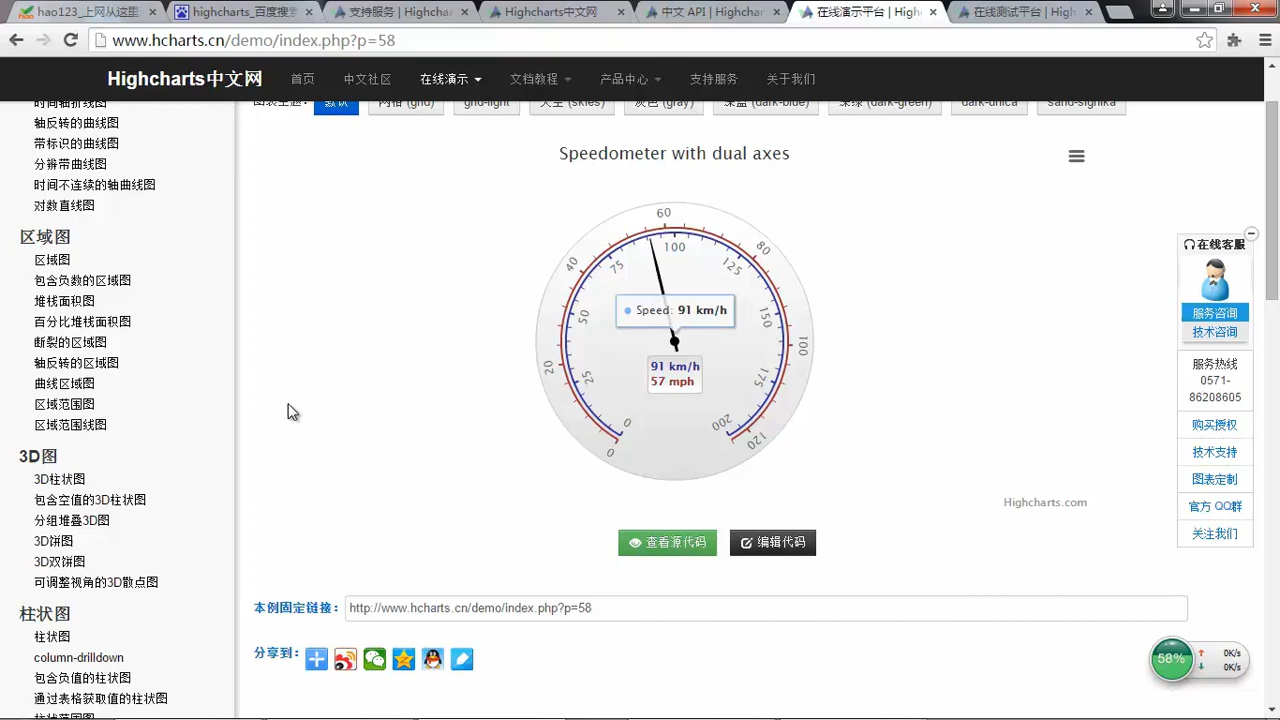 hao123_上网从这里
highcharts_百度搜索
支持服务 | Highchar
Highcharts中文网
中文 API | Highchar
在线演示平台 | High
在线测试平台 | High
www.hcharts.cn/demo/index.php?p=58
Highcharts中文网
首页
中文社区
在线演示
文档教程
产品中心
支持服务
关于我们
时间轴折线图
轴反转的曲线图
带标识的曲线图
分辨带曲线图
时间不连续的轴曲线图
对数直线图
区域图
区域图
包含负数的区域图
堆栈面积图
百分比堆栈面积图
断裂的区域图
轴反转的区域图
曲线区域图
区域范围图
区域范围线图
3D图
3D柱状图
包含空值的3D柱状图
分组堆叠3D图
3D饼图
3D双饼图
可调整视角的3D散点图
柱状图
柱状图
column-drilldown
包含负值的柱状图
通过表格获取值的柱状图
柱状范围图
图表主题:
默认
网格 (grid)
grid-light
天空 (skies)
灰色 (gray)
深蓝 (dark-blue)
深绿 (dark-green)
dark-unica
sand-signika
Speedometer with dual axes
60
100
40
80
75
125
50
150
20
100
25
175
0
200
0
120
Speed: 91 km/h
91 km/h
57 mph
Highcharts.com
查看源代码
编辑代码
本例固定链接:
http://www.hcharts.cn/demo/index.php?p=58
分享到:
在线客服
服务咨询
技术咨询
服务热线
0571-
86208605
购买授权
技术支持
图表定制
官方 QQ群
关注我们
58%
0K/s
0K/s